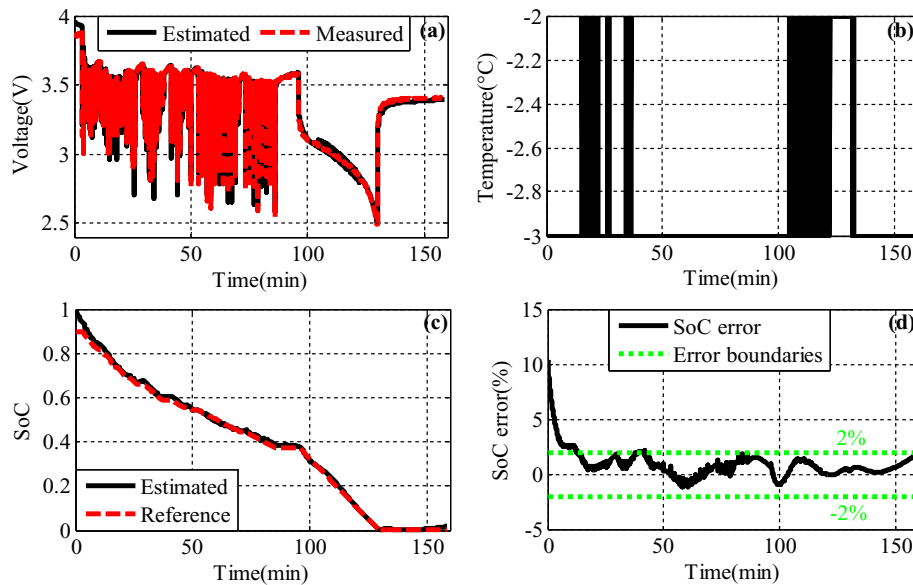 4
3.5
3
2.5
Voltage(V)
Estimated Measured (a)
0 50 100 150
Time(min)
-2
-2.2
-2.4
-2.6
-2.8
-3
Temperature(°C)
(b)
0 50 100 150
Time(min)
1
0.8
0.6
0.4
0.2
0
SoC
(c)
Estimated
Reference
0 50 100 150
Time(min)
15
10
5
0
-5
SoC error(%)
SoC error
Error boundaries
(d)
2%
-2%
0 50 100 150
Time(min)